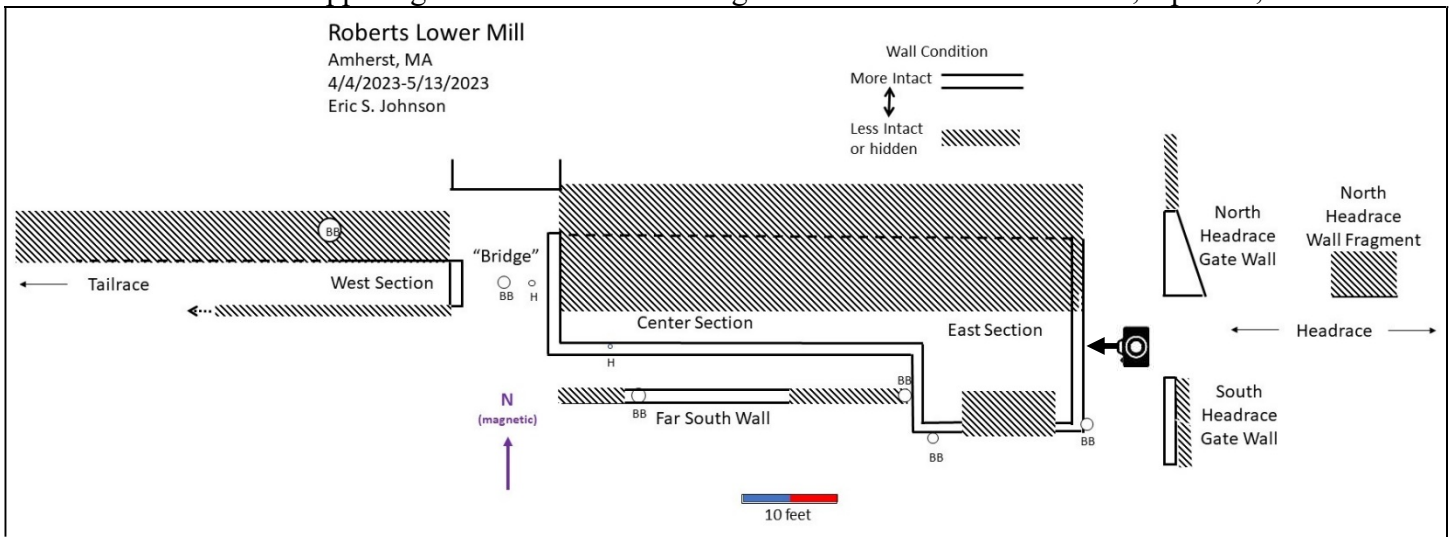 Roberts Lower Mill
Amherst, MA
4/4/2023-5/13/2023
Eric S. Johnson
Wall Condition
More Intact
Less Intact
or hidden
North
Headrace
Gate Wall
North
Headrace
Wall Fragment
BB
"Bridge"
BB
H
Tailrace
West Section
Center Section
East Section
Headrace
H
BB
BB
Far South Wall
BB
BB
South
Headrace
Gate Wall
N
(magnetic)
10 feet